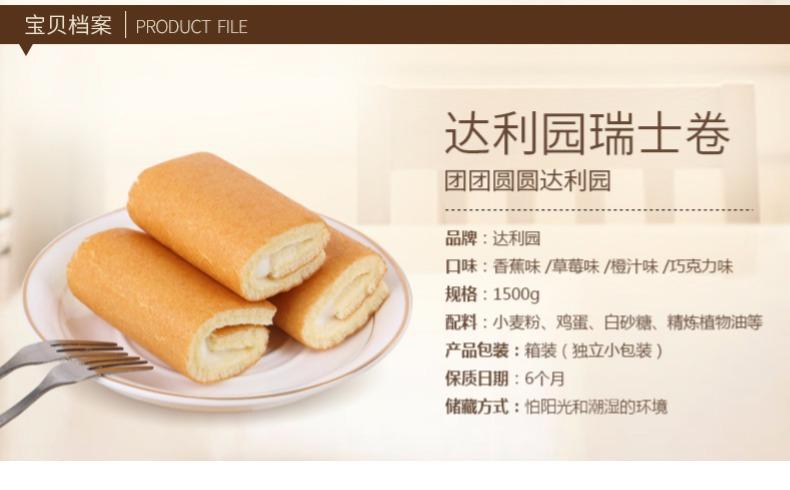 宝贝档案 | PRODUCT FILE
达利园瑞士卷
团团圆圆达利园
品牌：达利园
口味：香蕉味 /草莓味 /橙汁味 /巧克力味
规格：1500g
配料：小麦粉、鸡蛋、白砂糖、精炼植物油等
产品包装：箱装（独立小包装）
保质日期：6个月
储藏方式：怕阳光和潮湿的环境